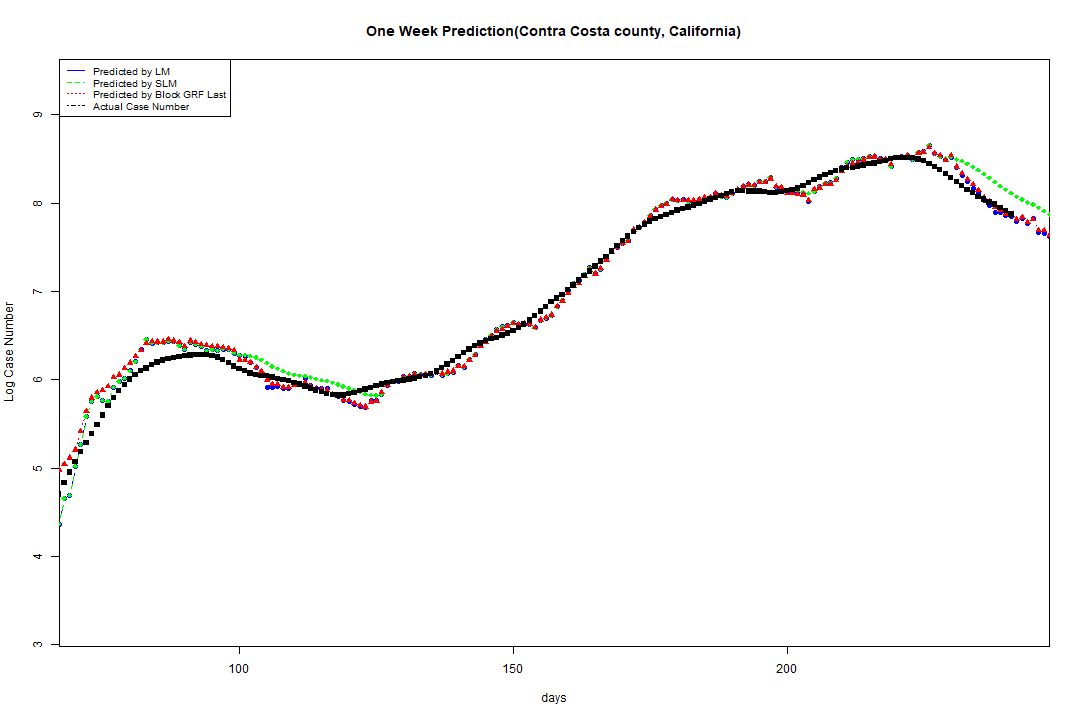 One Week Prediction(Contra Costa county, California)
Predicted by LM
Predicted by SLM
Predicted by Block GRF Last
Actual Case Number
9
8
7
6
5
4
3
Log Case Number
100
150
200
days